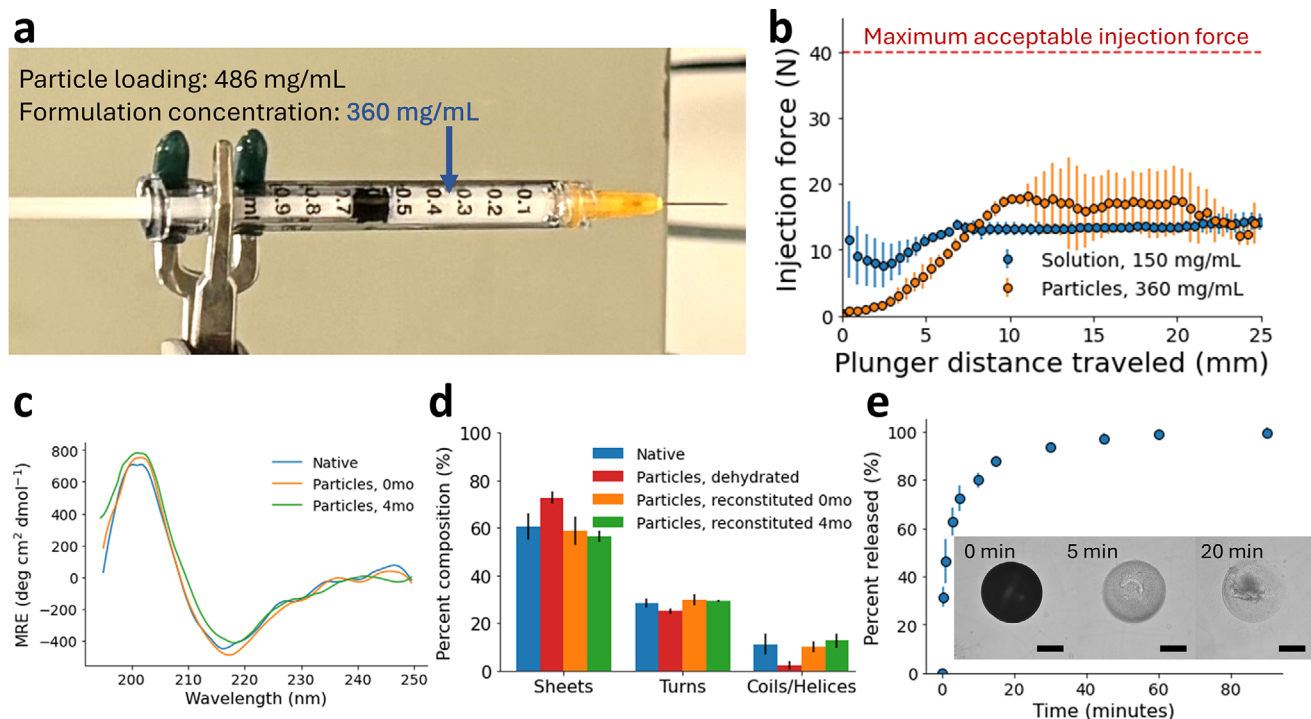 a
Particle loading: 486 mg/mL
Formulation concentration: 360 mg/mL
ml 0.9 0.8 0.7 0.5 0.4 0.3 0.2 0.1
b
Maximum acceptable injection force
Injection force (N)
40
30
20
10
0
Solution, 150 mg/mL
Particles, 360 mg/mL
0 5 10 15 20 25
Plunger distance traveled (mm)
c
MRE (deg cm² dmol⁻¹)
800
600
400
200
0
−200
−400
Native
Particles, 0mo
Particles, 4mo
200 210 220 230 240 250
Wavelength (nm)
d
Percent composition (%)
100
80
60
40
20
0
Native
Particles, dehydrated
Particles, reconstituted 0mo
Particles, reconstituted 4mo
Sheets Turns Coils/Helices
e
Percent released (%)
100
80
60
40
20
0
0 min 5 min 20 min
0 20 40 60 80
Time (minutes)